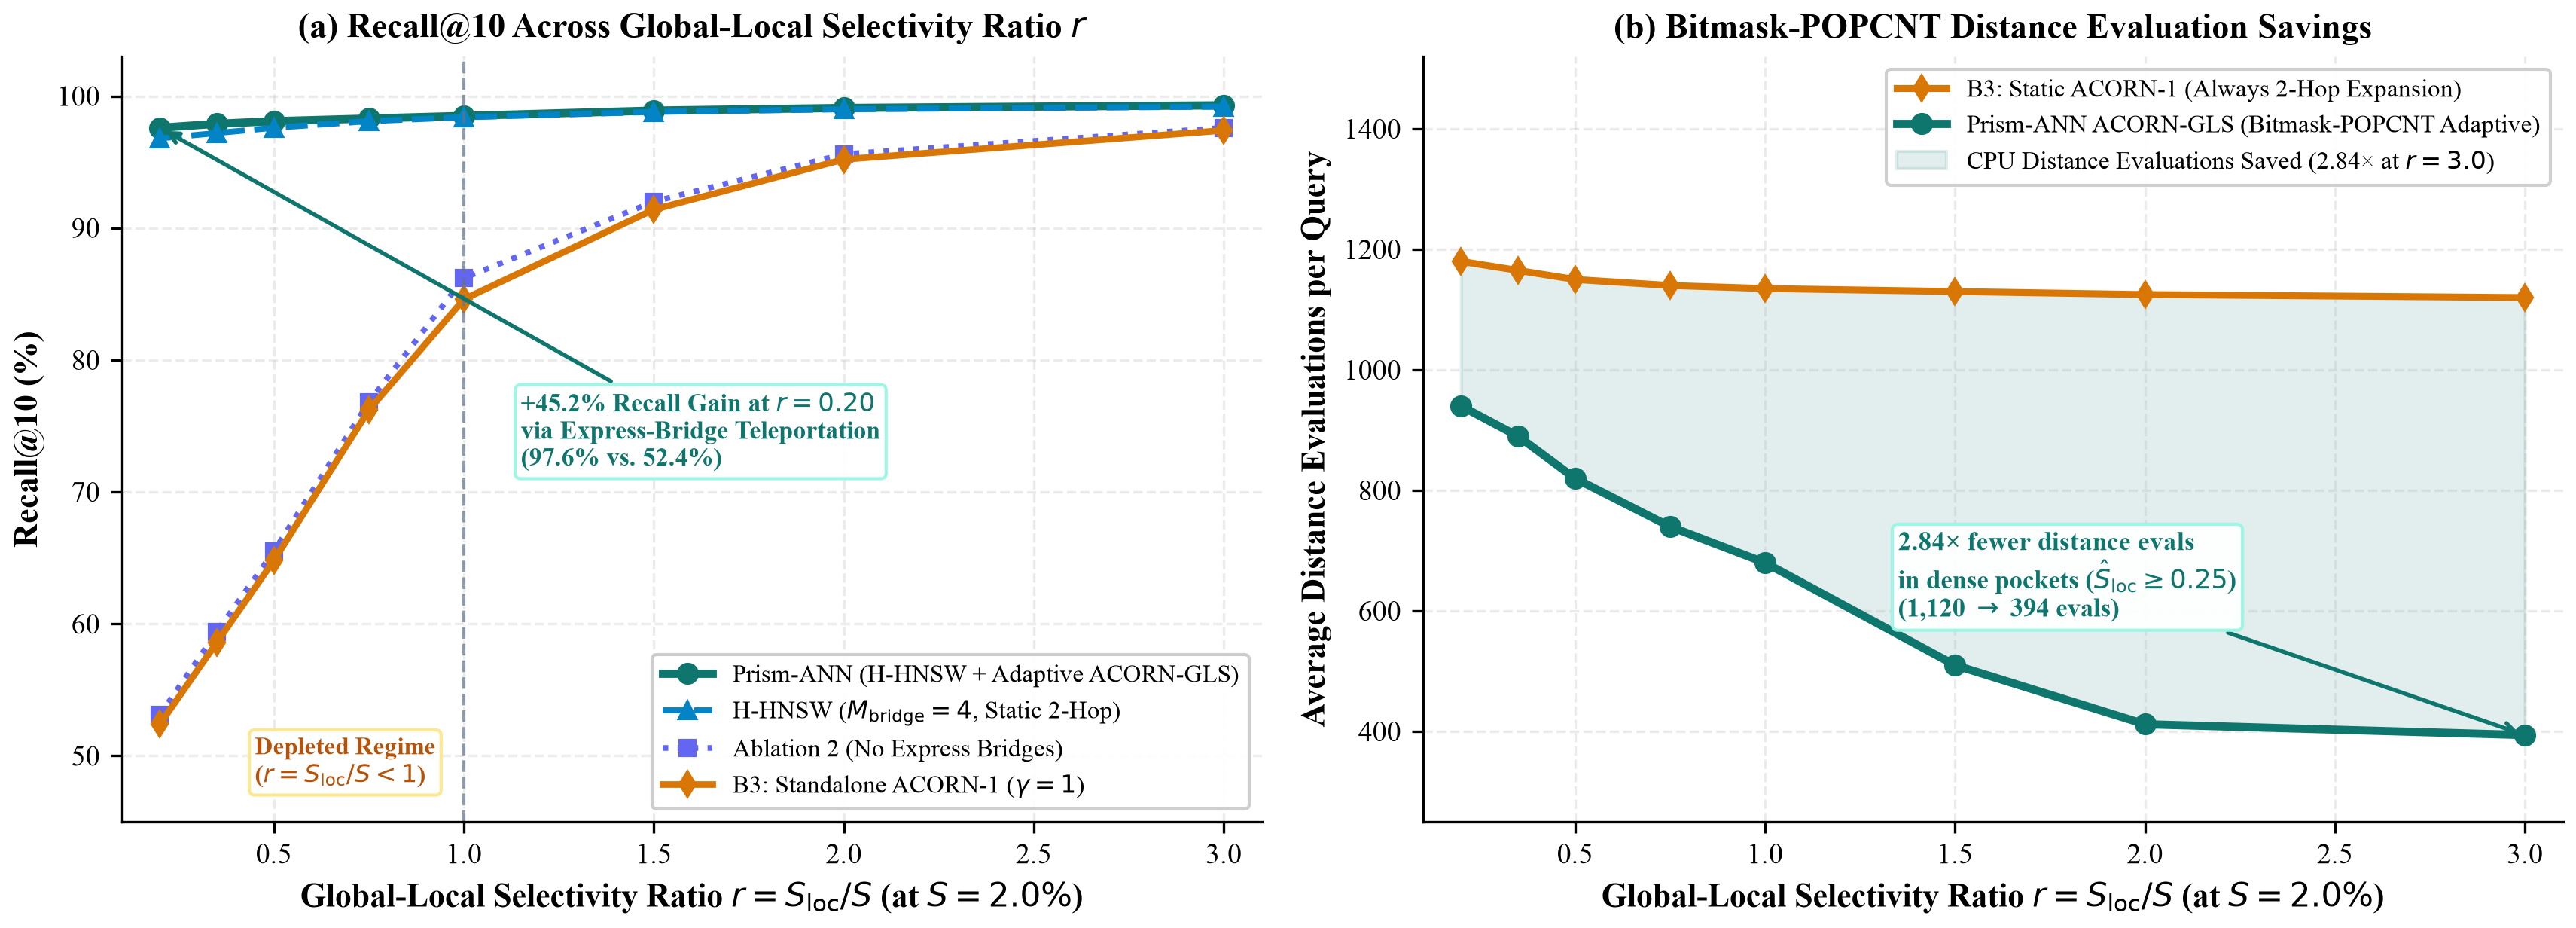 (a) Recall@10 Across Global-Local Selectivity Ratio r
Recall@10 (%)
100
90
80
70
60
50
+45.2% Recall Gain at r = 0.20
via Express-Bridge Teleportation
(97.6% vs. 52.4%)
Depleted Regime
(r = S_loc/S < 1)
Prism-ANN (H-HNSW + Adaptive ACORN-GLS)
H-HNSW (M_bridge = 4, Static 2-Hop)
Ablation 2 (No Express Bridges)
B3: Standalone ACORN-1 (γ = 1)
0.5
1.0
1.5
2.0
2.5
3.0
Global-Local Selectivity Ratio r = S_loc/S (at S = 2.0%)
(b) Bitmask-POPCNT Distance Evaluation Savings
Average Distance Evaluations per Query
1400
1200
1000
800
600
400
B3: Static ACORN-1 (Always 2-Hop Expansion)
Prism-ANN ACORN-GLS (Bitmask-POPCNT Adaptive)
CPU Distance Evaluations Saved (2.84× at r = 3.0)
2.84× fewer distance evals
in dense pockets (Ŝ_loc ≥ 0.25)
(1,120 → 394 evals)
0.5
1.0
1.5
2.0
2.5
3.0
Global-Local Selectivity Ratio r = S_loc/S (at S = 2.0%)